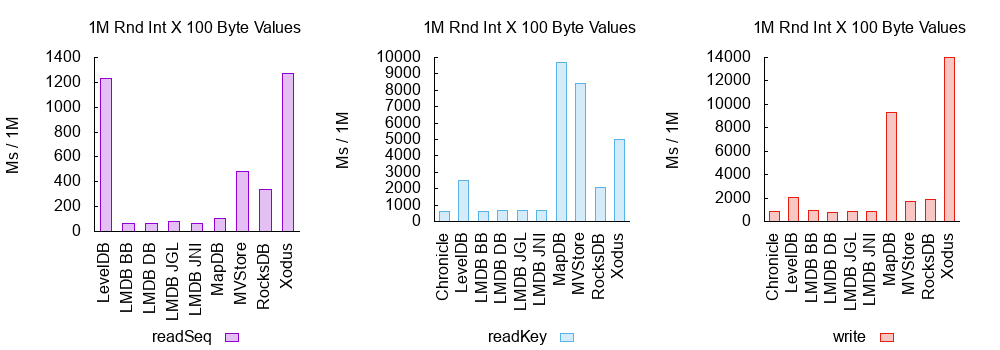 1M Rnd Int X 100 Byte Values
Ms / 1M
1400
1200
1000
800
600
400
200
0
LevelDB
LMDB BB
LMDB DB
LMDB JGL
LMDB JNI
MapDB
MVStore
RocksDB
Xodus
readSeq
1M Rnd Int X 100 Byte Values
Ms / 1M
10000
9000
8000
7000
6000
5000
4000
3000
2000
1000
0
Chronicle
LevelDB
LMDB BB
LMDB DB
LMDB JGL
LMDB JNI
MapDB
MVStore
RocksDB
Xodus
readKey
1M Rnd Int X 100 Byte Values
Ms / 1M
14000
12000
10000
8000
6000
4000
2000
0
Chronicle
LevelDB
LMDB BB
LMDB DB
LMDB JGL
LMDB JNI
MapDB
MVStore
RocksDB
Xodus
write